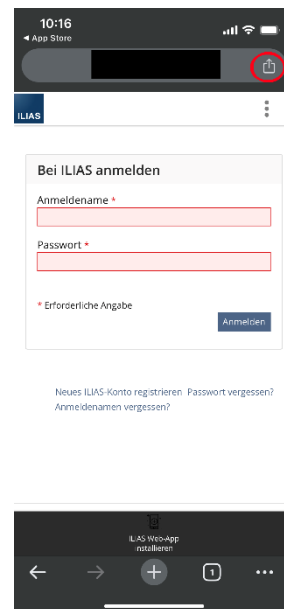 10:16
◀ App Store
ILIAS
Bei ILIAS anmelden
Anmeldename *
Passwort *
* Erforderliche Angabe
Anmelden
Neues ILIAS-Konto registrieren Passwort vergessen?
Anmeldenamen vergessen?
ILIAS Web-App
installieren
1